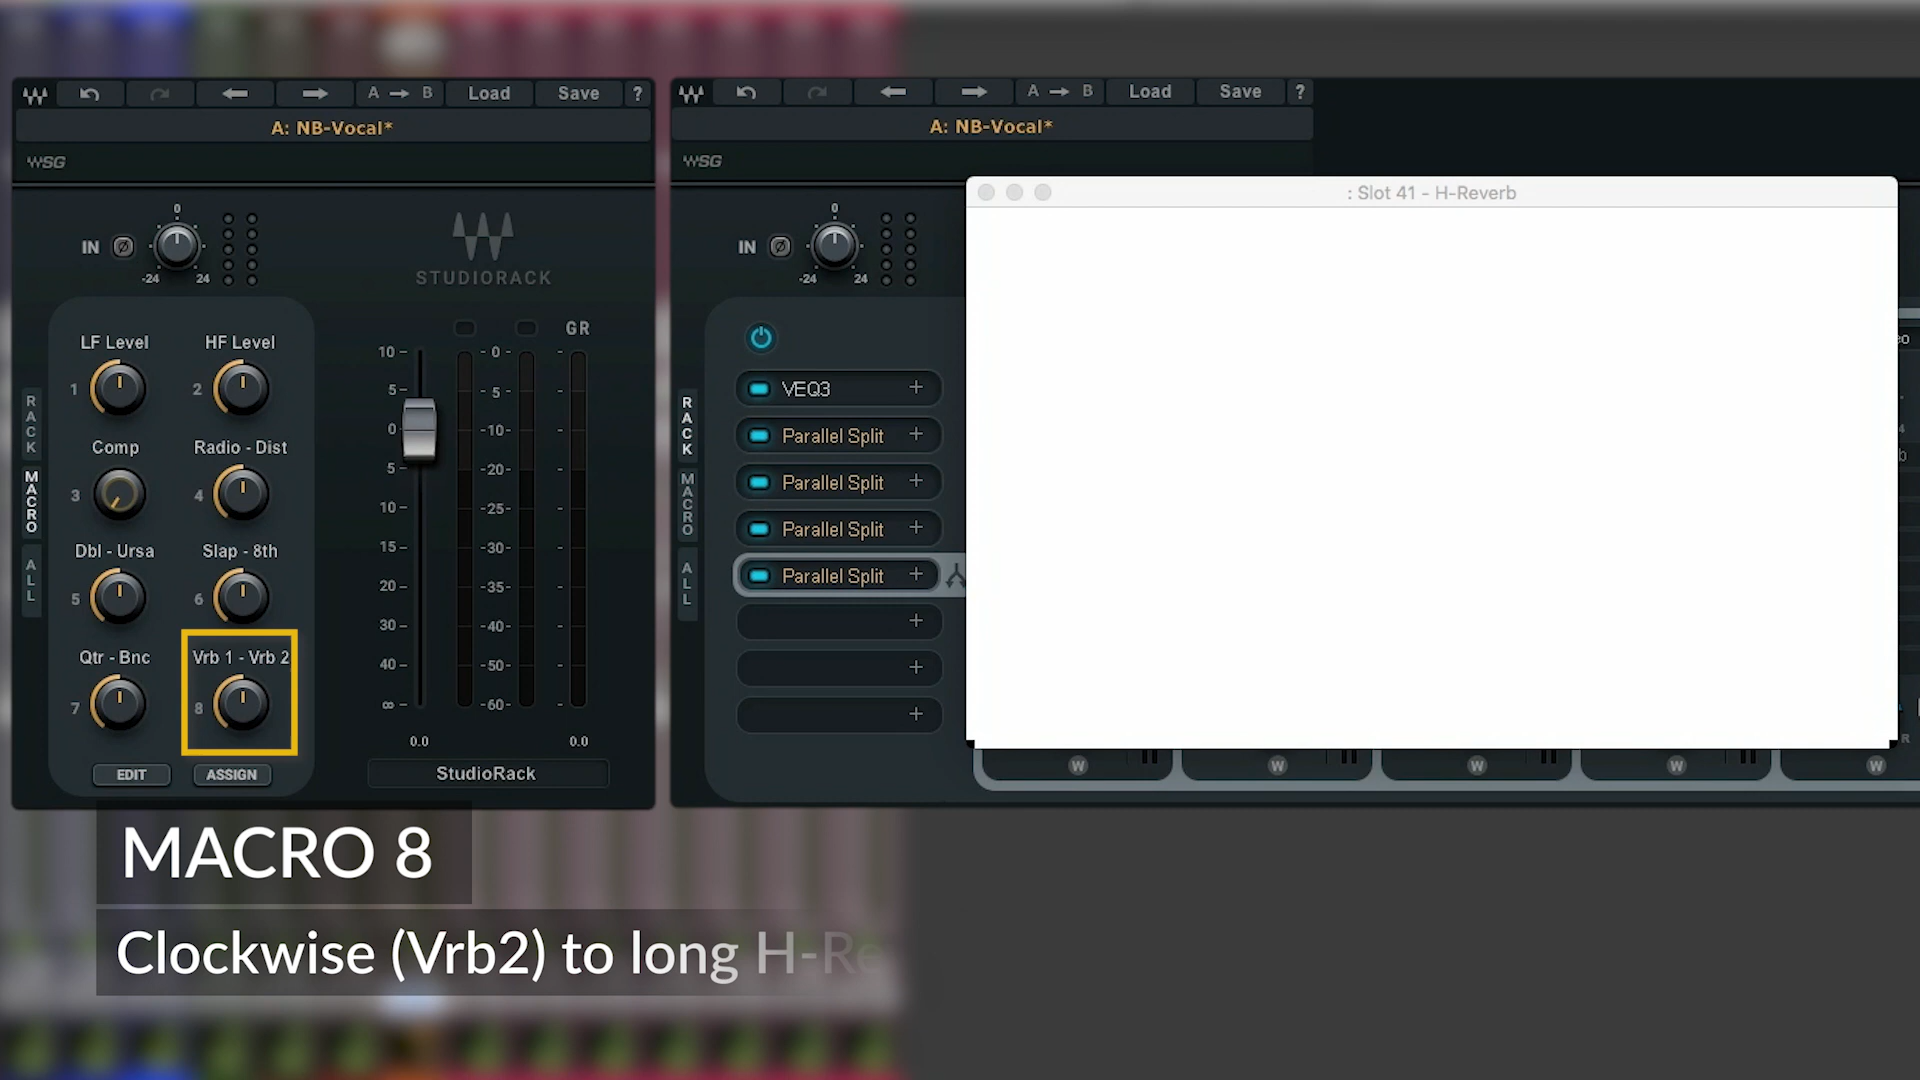 A → B
Load
Save
?
A: NB-Vocal*
WSG
IN
0
-24
24
STUDIORACK
RACK
MACRO
ALL
LF Level
HF Level
1
2
Comp
Radio - Dist
3
4
Dbl - Ursa
Slap - 8th
5
6
Qtr - Bnc
Vrb 1 - Vrb 2
7
8
EDIT
ASSIGN
GR
10
5
0
5
10
15
20
30
40
∞
-0-
-5-
-10-
-20-
-25-
-30-
-35-
-40-
-50-
-60-
0.0
0.0
StudioRack
A → B
Load
Save
?
A: NB-Vocal*
WSG
IN
0
-24
24
RACK
MACRO
ALL
VEQ3 +
Parallel Split +
Parallel Split +
Parallel Split +
Parallel Split +
+
+
+
: Slot 41 - H-Reverb
W
W
W
W
W
MACRO 8
Clockwise (Vrb2) to long H-Re